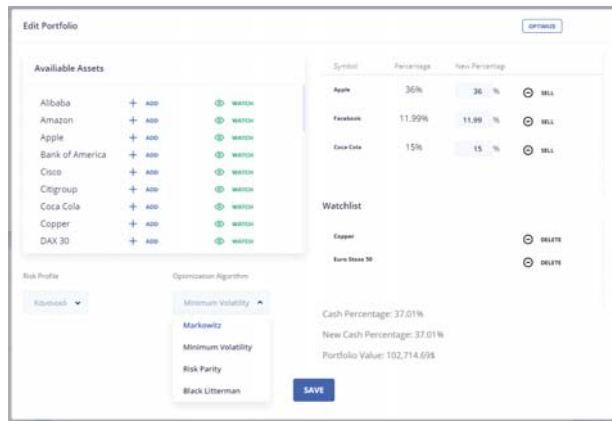 Edit Portfolio
OPTIMIZE
Availiable Assets
Alibaba + ADD WATCH
Amazon + ADD WATCH
Apple + ADD WATCH
Bank of America + ADD WATCH
Cisco + ADD WATCH
Citigroup + ADD WATCH
Coca Cola + ADD WATCH
Copper + ADD WATCH
DAX 30 + ADD WATCH
Risk Profile
Κανονικό
Optimization Algorithm
Minimum Volatility
Markowitz
Minimum Volatility
Risk Parity
Black Litterman
Symbol Percentage New Percentag
Apple 36% 36 % SELL
Facebook 11.99% 11.99 % SELL
Coca Cola 15% 15 % SELL
Watchlist
Copper DELETE
Euro Stoxx 50 DELETE
Cash Percentage: 37.01%
New Cash Percentage: 37.01%
Portfolio Value: 102,714.69$
SAVE